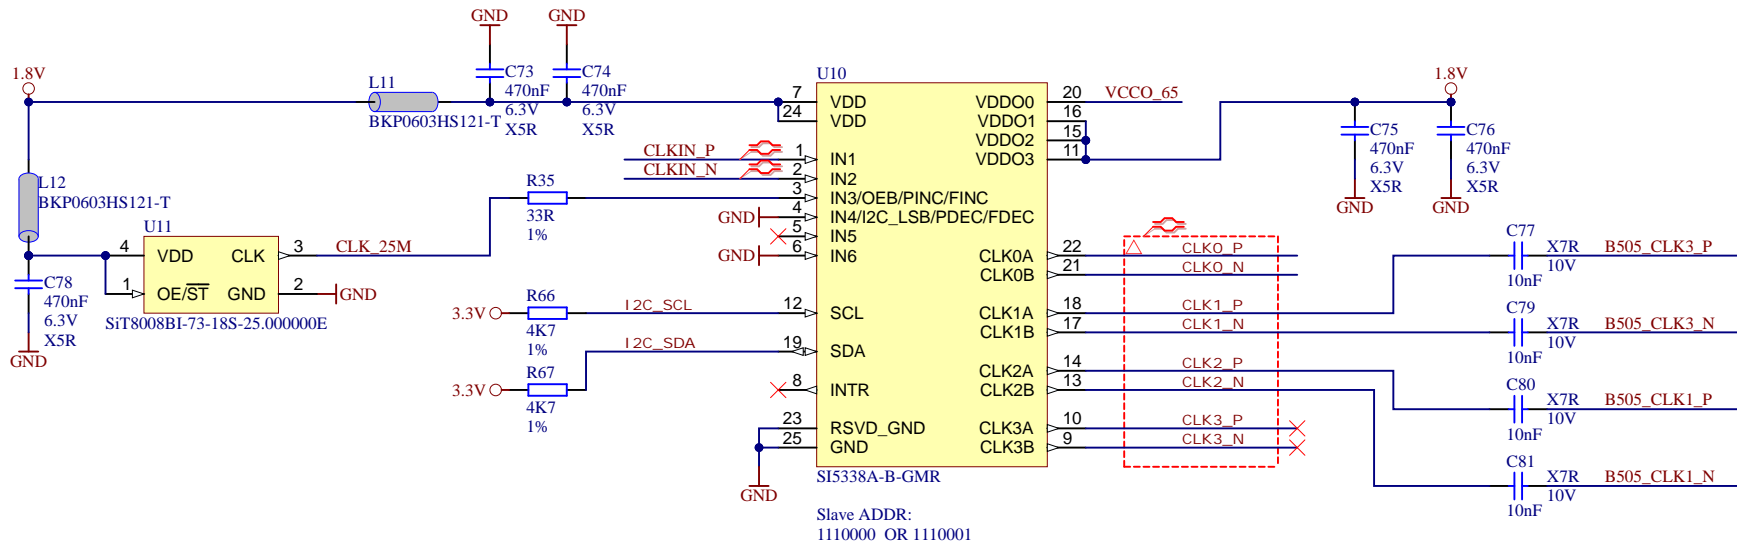 GND
GND
1.8V
L11
BKP0603HS121-T
C73
470nF
6.3V
X5R
C74
470nF
6.3V
X5R
L12
BKP0603HS121-T
U11
4
VDD
CLK
3
CLK_25M
1
OE/ST
GND
2
GND
SiT8008BI-73-18S-25.000000E
C78
470nF
6.3V
X5R
GND
CLKIN_P
CLKIN_N
R35
33R
1%
GND
GND
3.3V
R66
4K7
1%
I2C_SCL
3.3V
R67
4K7
1%
I2C_SDA
U10
7
VDD
24
VDD
1
IN1
2
IN2
3
IN3/OEB/PINC/FINC
4
IN4/I2C_LSB/PDEC/FDEC
5
IN5
6
IN6
12
SCL
19
SDA
8
INTR
23
RSVD_GND
25
GND
GND
VDDO0
20
VCCO_65
VDDO1
16
VDDO2
15
VDDO3
11
CLK0A
22
CLK0_P
CLK0B
21
CLK0_N
CLK1A
18
CLK1_P
CLK1B
17
CLK1_N
CLK2A
14
CLK2_P
CLK2B
13
CLK2_N
CLK3A
10
CLK3_P
CLK3B
9
CLK3_N
SI5338A-B-GMR
Slave ADDR:
1110000 OR 1110001
1.8V
C75
470nF
6.3V
X5R
GND
C76
470nF
6.3V
X5R
GND
C77
X7R
10V
10nF
B505_CLK3_P
C79
X7R
10V
10nF
B505_CLK3_N
C80
X7R
10V
10nF
B505_CLK1_P
C81
X7R
10V
10nF
B505_CLK1_N